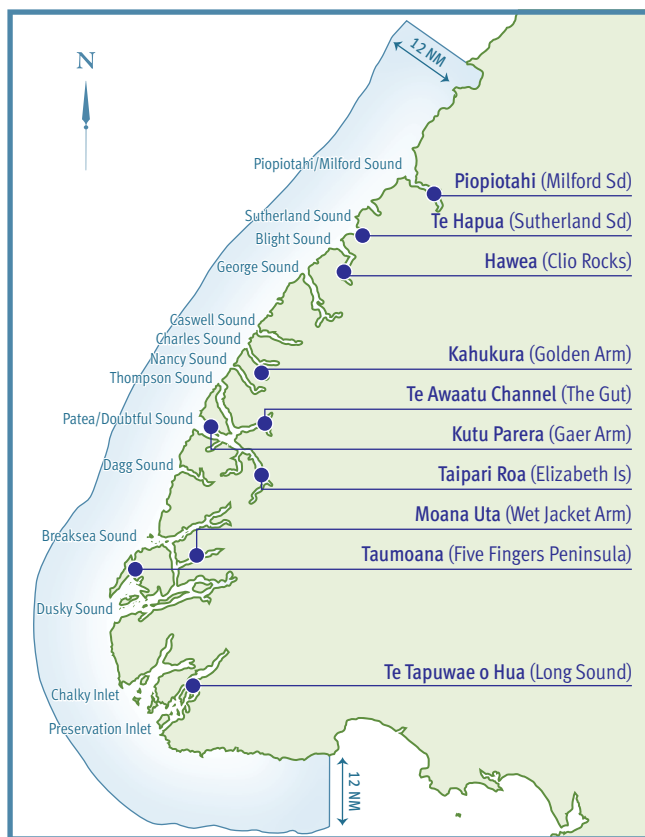 12 NM
N
Piopiotahi/Milford Sound
Piopiotahi (Milford Sd)
Sutherland Sound
Te Hapua (Sutherland Sd)
Blight Sound
George Sound
Hawea (Clio Rocks)
Caswell Sound
Charles Sound
Nancy Sound
Kahukura (Golden Arm)
Thompson Sound
Te Awaatu Channel (The Gut)
Patea/Doubtful Sound
Kutu Parera (Gaer Arm)
Dagg Sound
Taipari Roa (Elizabeth Is)
Moana Uta (Wet Jacket Arm)
Breaksea Sound
Taumoana (Five Fingers Peninsula)
Dusky Sound
Te Tapuwae o Hua (Long Sound)
Chalky Inlet
Preservation Inlet
12 NM